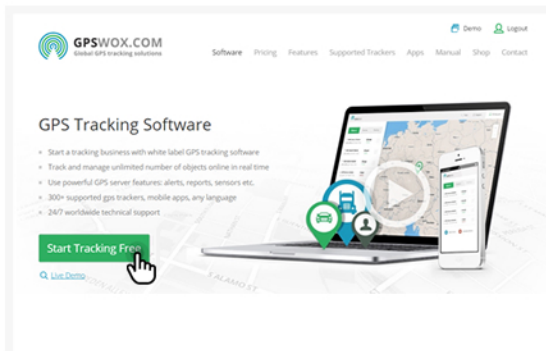 Demo Logout
GPSWOX.COM
Global GPS tracking solutions
Software Pricing Features Supported Trackers Apps Manual Shop Contact
GPS Tracking Software
Start a tracking business with white label GPS tracking software
Track and manage unlimited number of objects online in real time
Use powerful GPS server features: alerts, reports, sensors etc.
300+ supported gps trackers, mobile apps, any language
24/7 worldwide technical support
Start Tracking Free
Live Demo
S ALAMO ST